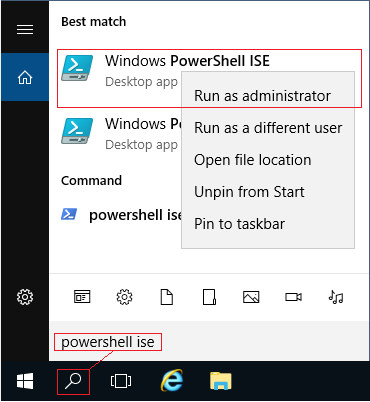 Best match
Windows PowerShell ISE
Desktop app
Run as administrator
Windows
Run as a different user
Desktop app
Open file location
Command
Unpin from Start
powershell ise
Pin to taskbar
powershell ise